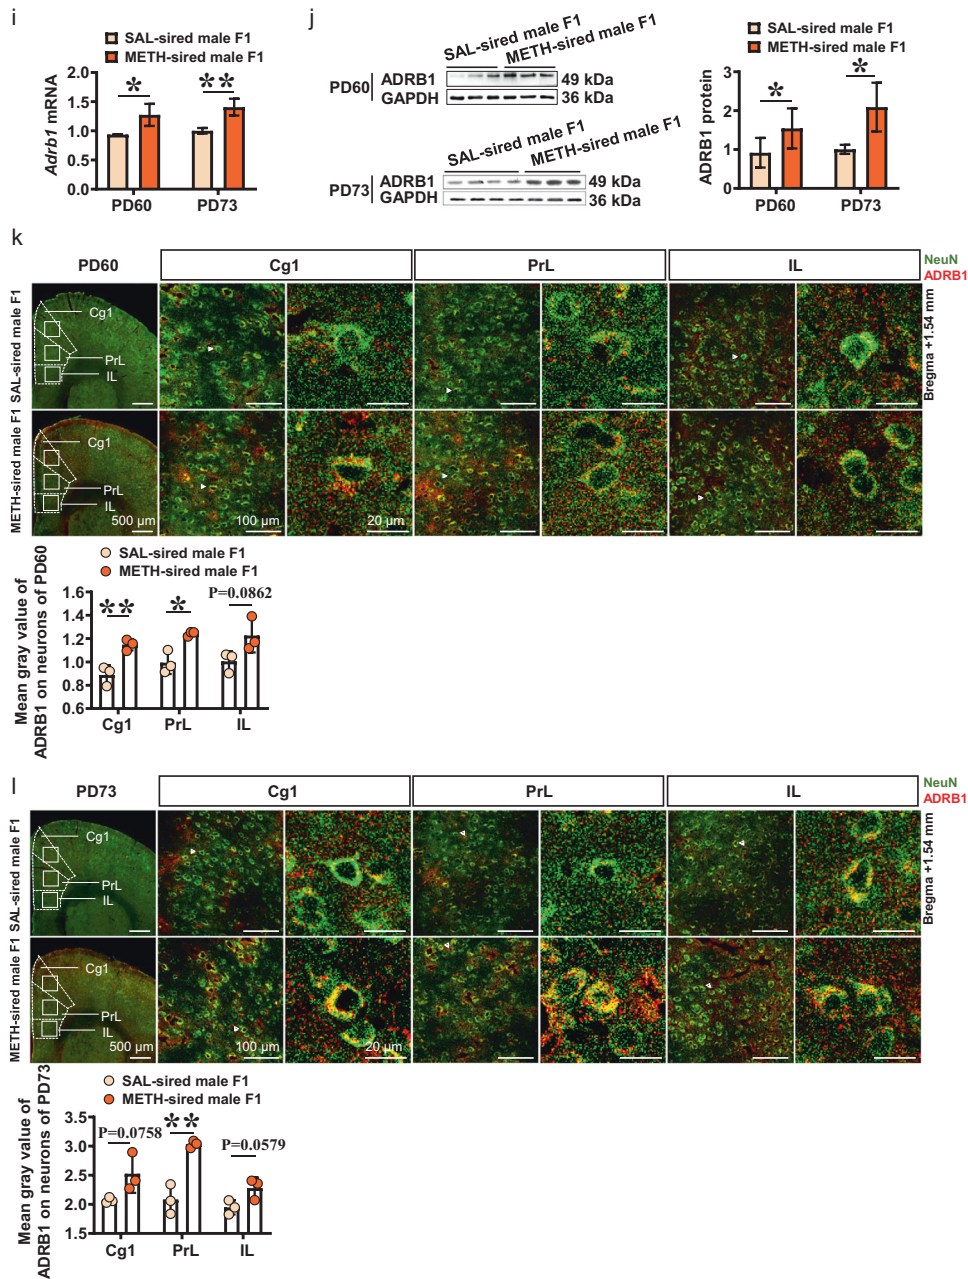 i
SAL-sired male F1
METH-sired male F1
Adrb1 mRNA
2.0
1.5
1.0
0.5
0.0
* **
PD60 PD73
j
SAL-sired male F1
METH-sired male F1
PD60
ADRB1 49 kDa
GAPDH 36 kDa
SAL-sired male F1
METH-sired male F1
PD73
ADRB1 49 kDa
GAPDH 36 kDa
SAL-sired male F1
METH-sired male F1
ADRB1 protein
3
2
1
0
* *
PD60 PD73
k
PD60 Cg1 PrL IL
NeuN
ADRB1
Bregma +1.54 mm
SAL-sired male F1
Cg1
PrL
IL
METH-sired male F1
Cg1
PrL
IL
500 µm 100 µm 20 µm
SAL-sired male F1
METH-sired male F1
Mean gray value of
ADRB1 on neurons of PD60
1.6
1.4
1.2
1.0
0.8
0.6
** * P=0.0862
Cg1 PrL IL
l
PD73 Cg1 PrL IL
NeuN
ADRB1
Bregma +1.54 mm
SAL-sired male F1
Cg1
PrL
IL
METH-sired male F1
Cg1
PrL
IL
500 µm 100 µm 20 µm
SAL-sired male F1
METH-sired male F1
Mean gray value of
ADRB1 on neurons of PD73
3.5
3.0
2.5
2.0
1.5
P=0.0758 ** P=0.0579
Cg1 PrL IL